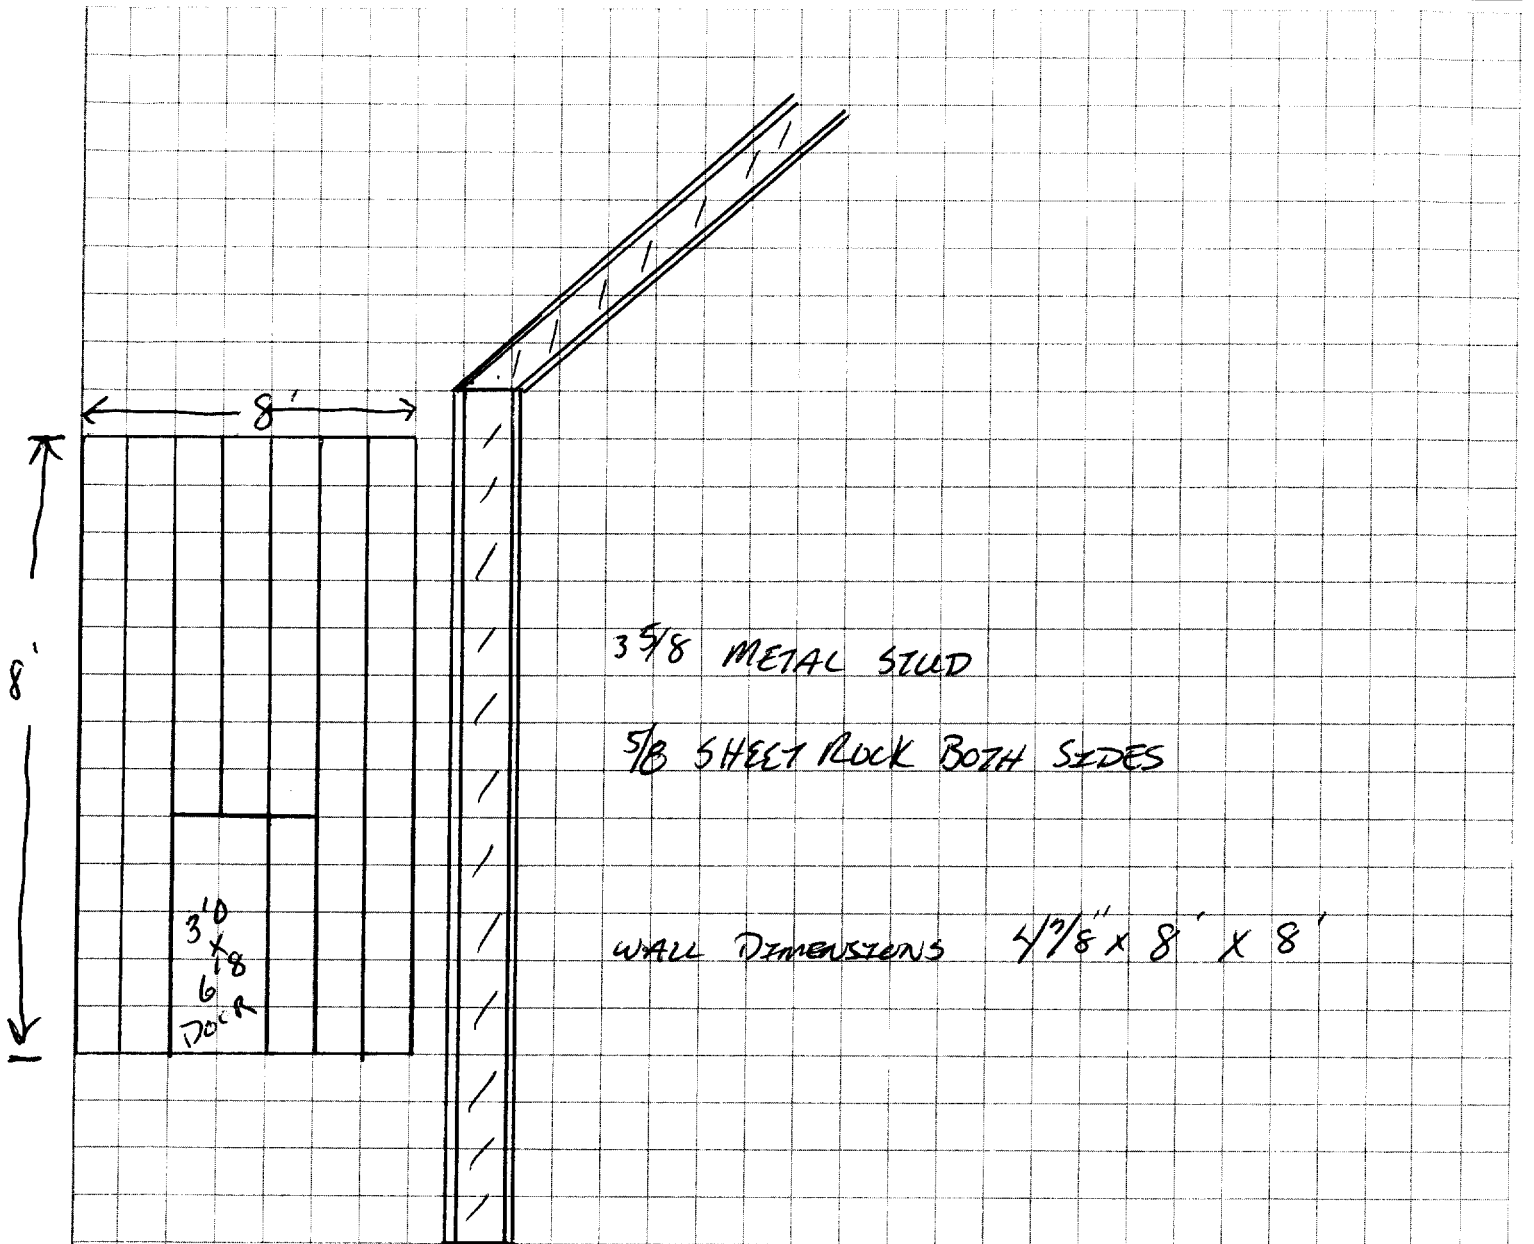 8'
8'
3'0
x
6'8
DOOR
3 5/8 METAL STUD
5/8 SHEET ROCK BOTH SIDES
WALL DIMENSIONS 4 7/8" x 8' x 8'